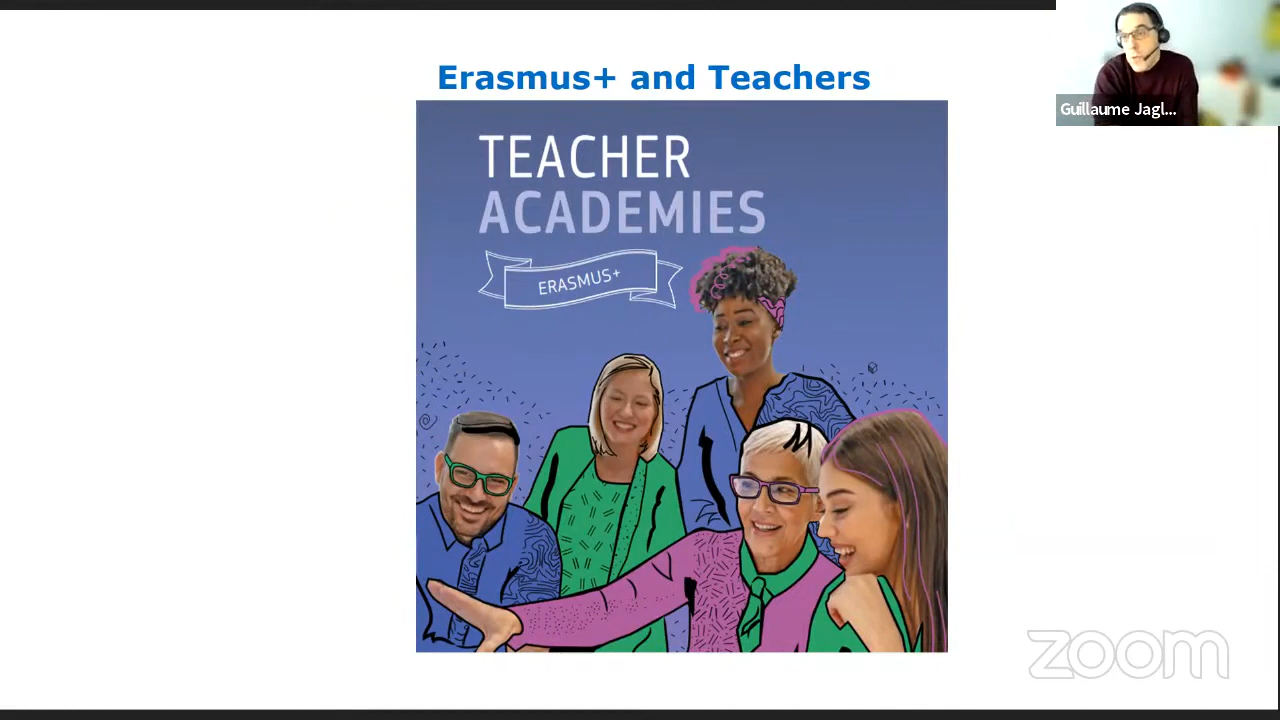 Erasmus+ and Teachers
Guillaume Jagl...
TEACHER
ACADEMIES
ERASMUS+
zoom